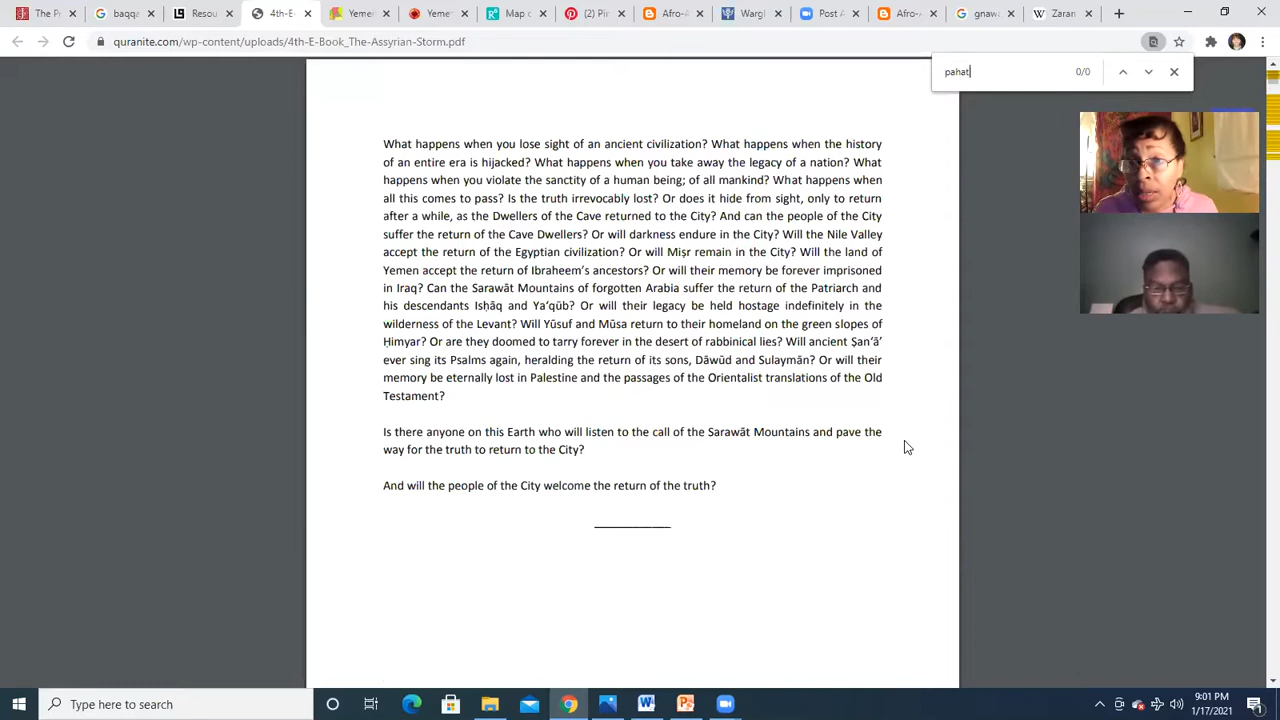 The P
baqqa
Reso
4th-E
Yeme
Yeme
Map o
(2) Pin
Afro-A
Wargl
Post A
Afro-A
gnaw
Zaran
quranite.com/wp-content/uploads/4th-E-Book_The-Assyrian-Storm.pdf
pahat 0/0
What happens when you lose sight of an ancient civilization? What happens when the history
of an entire era is hijacked? What happens when you take away the legacy of a nation? What
happens when you violate the sanctity of a human being; of all mankind? What happens when
all this comes to pass? Is the truth irrevocably lost? Or does it hide from sight, only to return
after a while, as the Dwellers of the Cave returned to the City? And can the people of the City
suffer the return of the Cave Dwellers? Or will darkness endure in the City? Will the Nile Valley
accept the return of the Egyptian civilization? Or will Miṣr remain in the City? Will the land of
Yemen accept the return of Ibraheem's ancestors? Or will their memory be forever imprisoned
in Iraq? Can the Sarawāt Mountains of forgotten Arabia suffer the return of the Patriarch and
his descendants Isḥāq and Ya‘qūb? Or will their legacy be held hostage indefinitely in the
wilderness of the Levant? Will Yūsuf and Mūsa return to their homeland on the green slopes of
Ḥimyar? Or are they doomed to tarry forever in the desert of rabbinical lies? Will ancient Ṣan‘ā’
ever sing its Psalms again, heralding the return of its sons, Dāwūd and Sulaymān? Or will their
memory be eternally lost in Palestine and the passages of the Orientalist translations of the Old
Testament?
Is there anyone on this Earth who will listen to the call of the Sarawāt Mountains and pave the
way for the truth to return to the City?
And will the people of the City welcome the return of the truth?
Type here to search
9:01 PM
1/17/2021